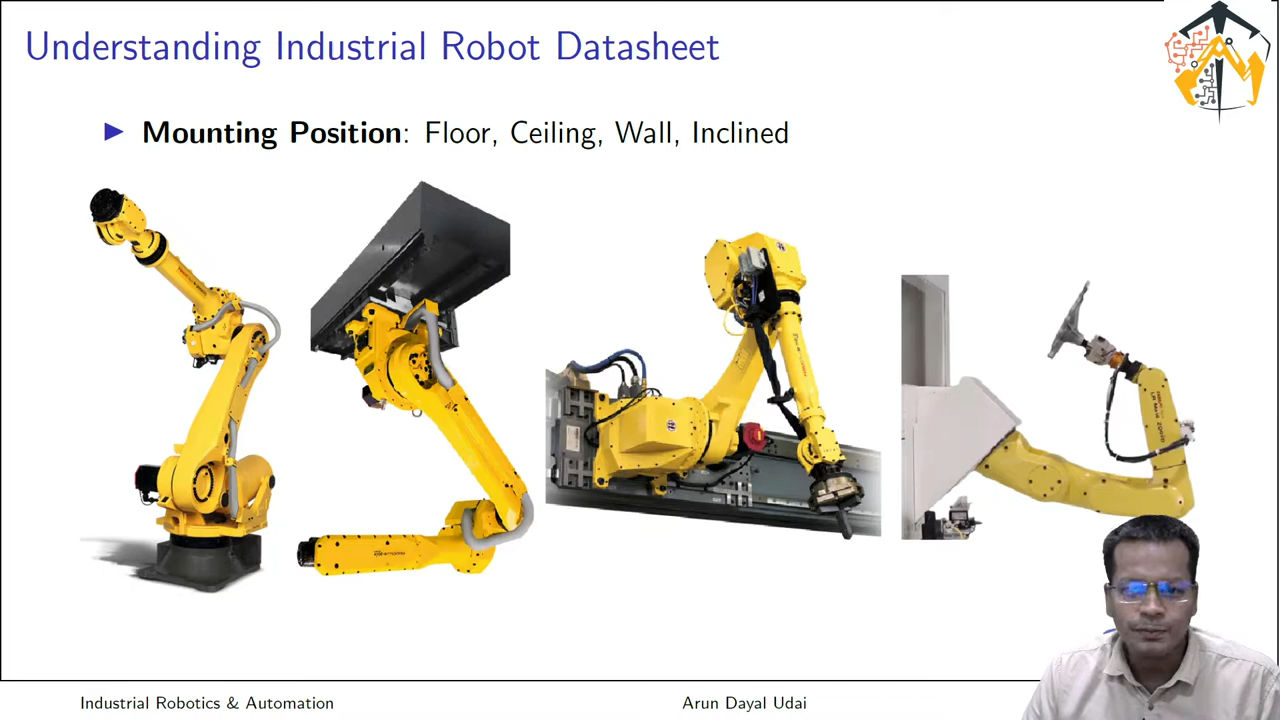 Understanding Industrial Robot Datasheet
▶ Mounting Position: Floor, Ceiling, Wall, Inclined
Industrial Robotics & Automation
Arun Dayal Udai